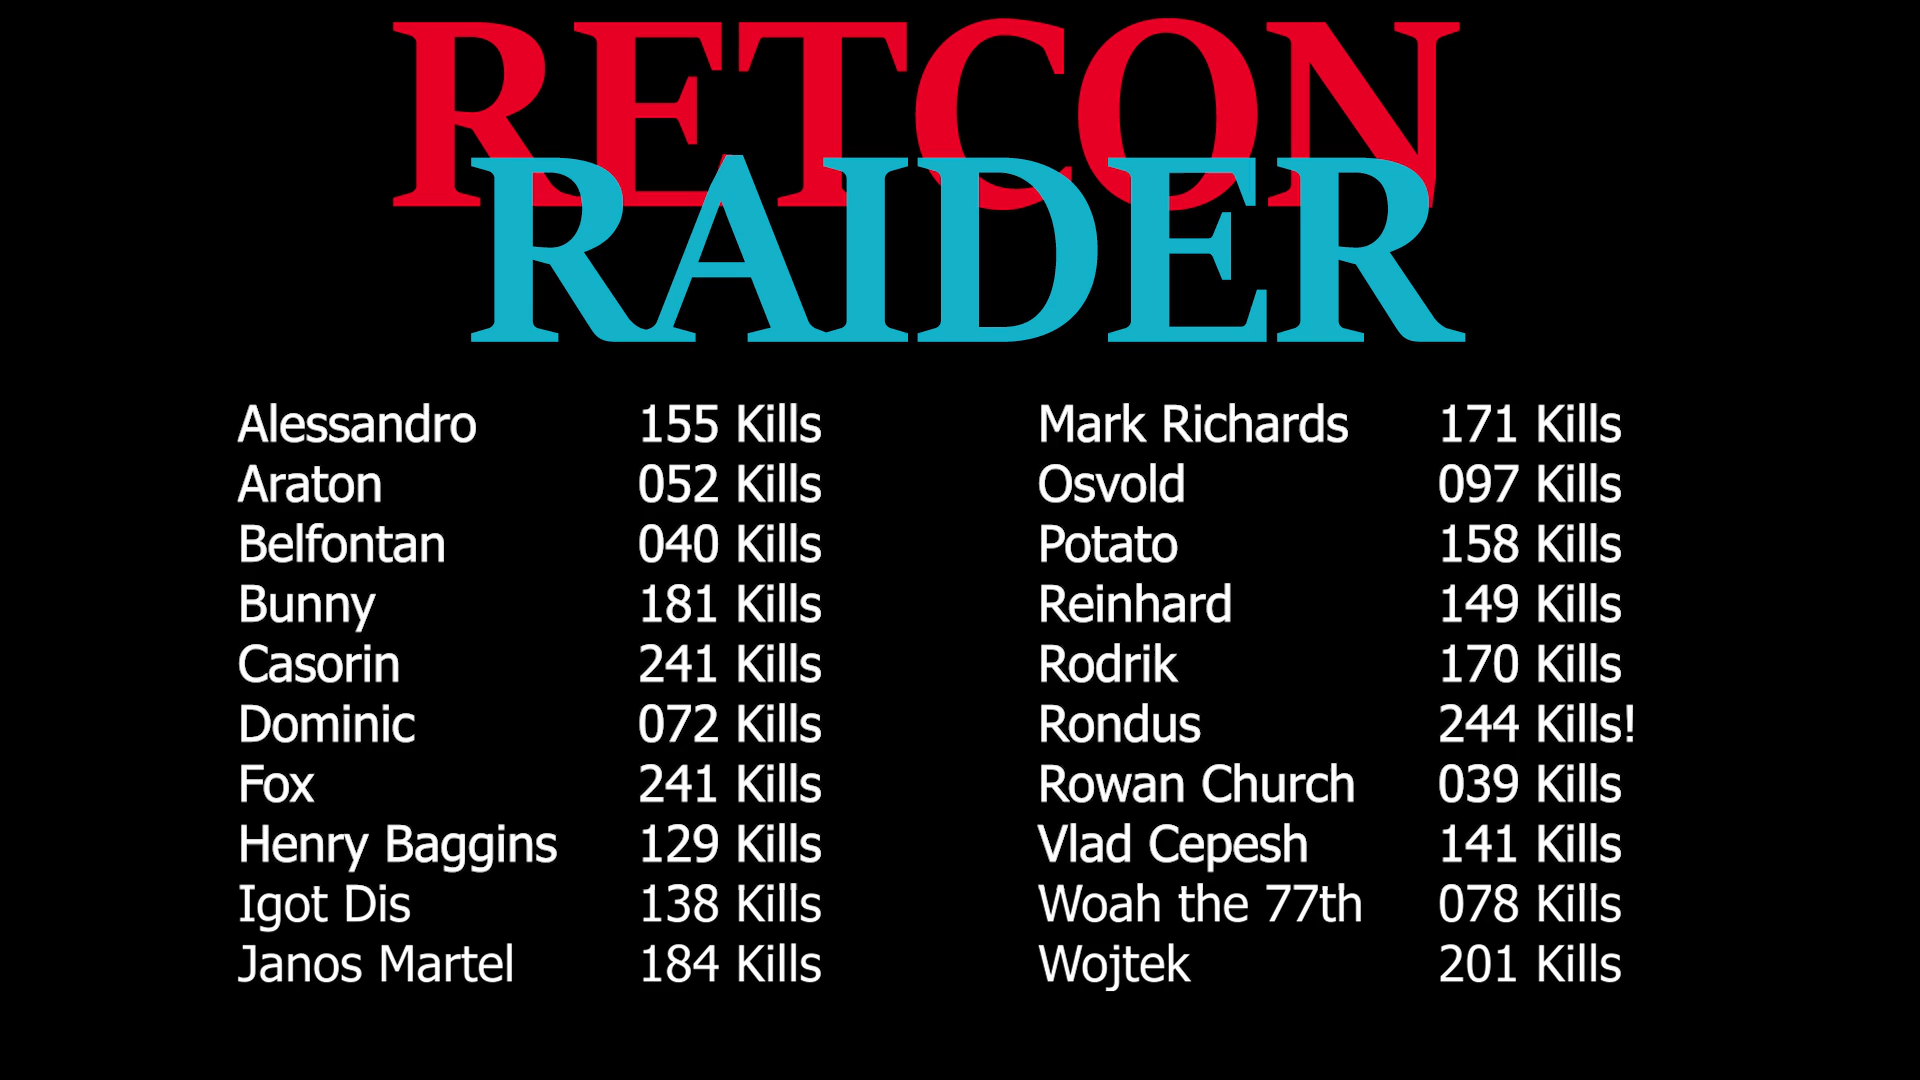 RETCON
RAIDER
Alessandro 155 Kills
Araton 052 Kills
Belfontan 040 Kills
Bunny 181 Kills
Casorin 241 Kills
Dominic 072 Kills
Fox 241 Kills
Henry Baggins 129 Kills
Igot Dis 138 Kills
Janos Martel 184 Kills
Mark Richards 171 Kills
Osvold 097 Kills
Potato 158 Kills
Reinhard 149 Kills
Rodrik 170 Kills
Rondus 244 Kills!
Rowan Church 039 Kills
Vlad Cepesh 141 Kills
Woah the 77th 078 Kills
Wojtek 201 Kills